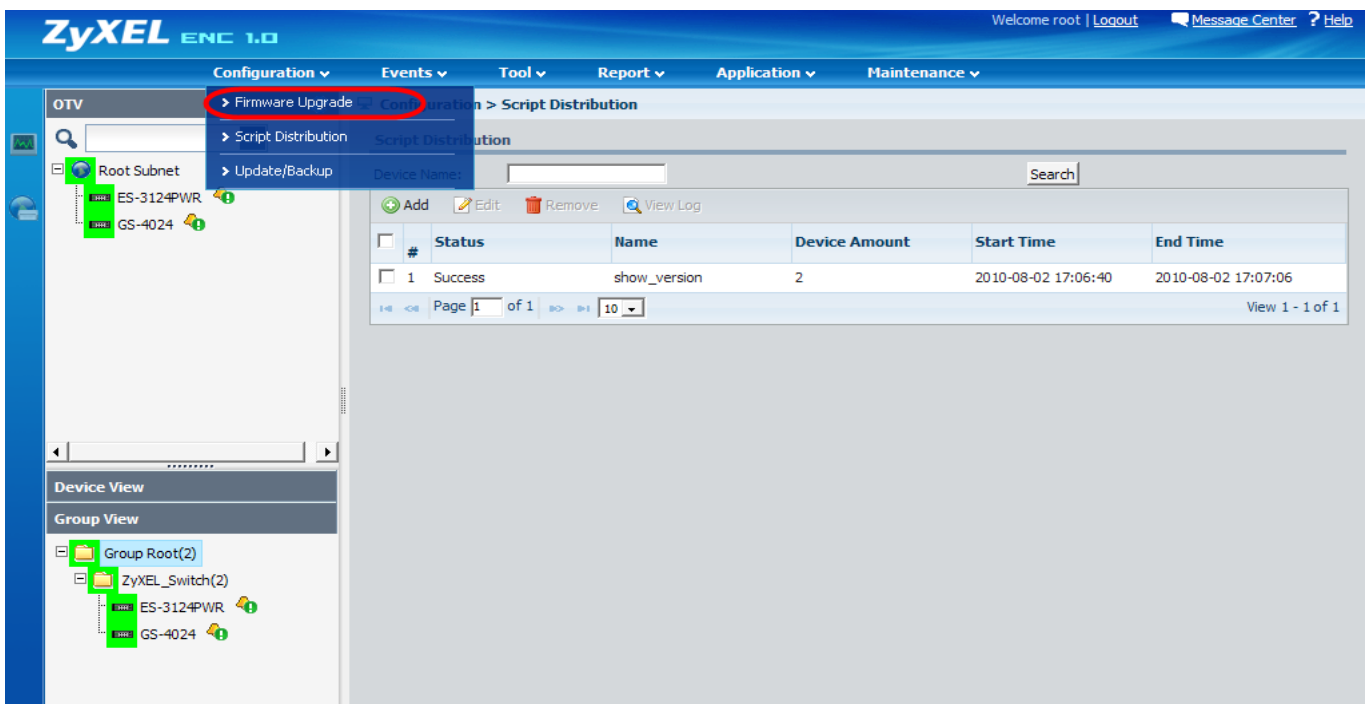 ZyXEL ENC 1.0
Welcome root | Logout Message Center ? Help
Configuration Events Tool Report Application Maintenance
OTV
> Firmware Upgrade
> Script Distribution
> Update/Backup
Configuration > Script Distribution
Script Distribution
Device Name:
Search
Root Subnet
ES-3124PWR
GS-4024
Add Edit Remove View Log
# Status Name Device Amount Start Time End Time
1 Success show_version 2 2010-08-02 17:06:40 2010-08-02 17:07:06
Page 1 of 1 10 View 1 - 1 of 1
Device View
Group View
Group Root(2)
ZyXEL_Switch(2)
ES-3124PWR
GS-4024